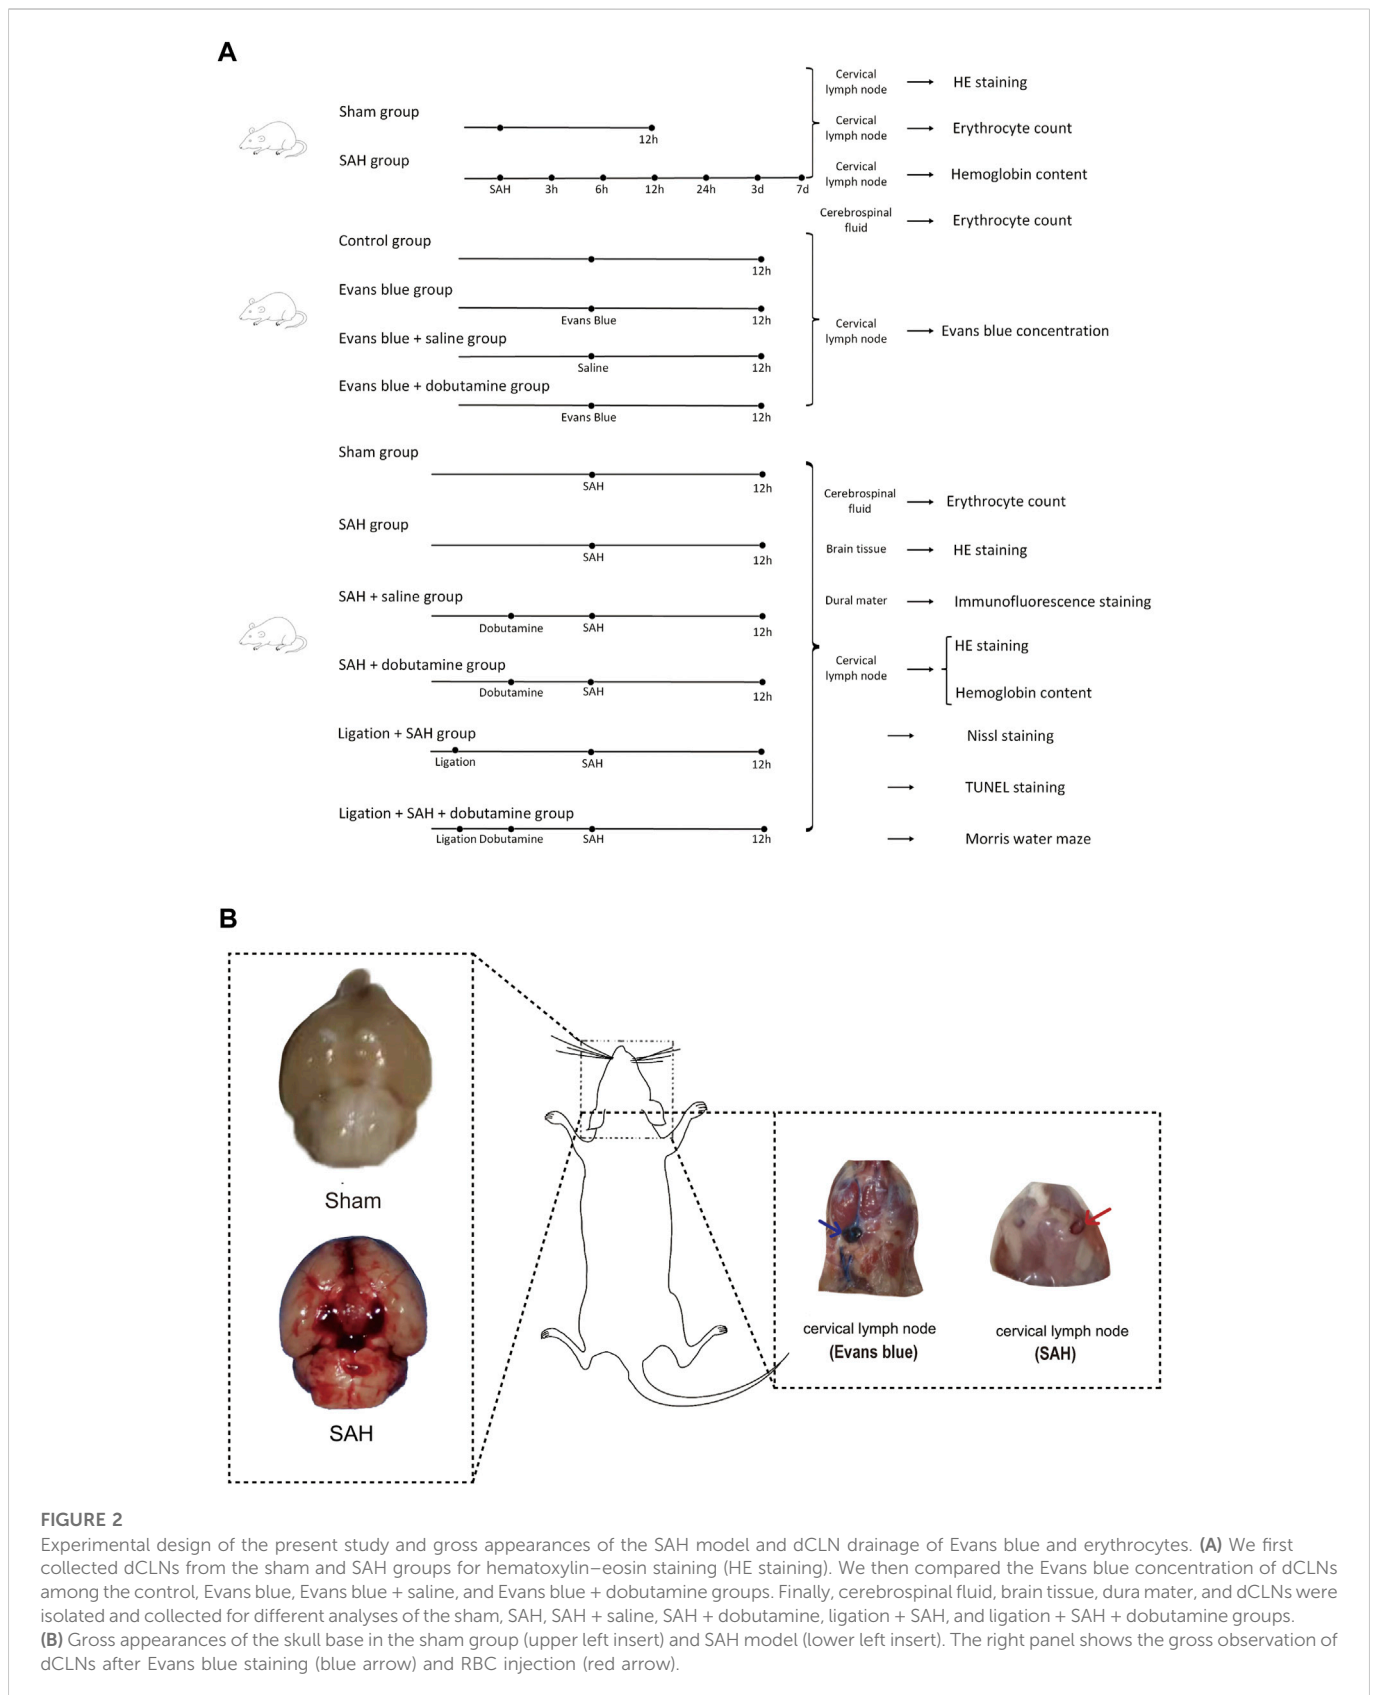 A
Sham group
12h
SAH group
SAH 3h 6h 12h 24h 3d 7d
Cervical
lymph node
HE staining
Cervical
lymph node
Erythrocyte count
Cervical
lymph node
Hemoglobin content
Cerebrospinal
fluid
Erythrocyte count
Control group
12h
Evans blue group
Evans Blue 12h
Evans blue + saline group
Saline 12h
Evans blue + dobutamine group
Evans Blue 12h
Cervical
lymph node
Evans blue concentration
Sham group
SAH 12h
SAH group
SAH 12h
SAH + saline group
Dobutamine SAH 12h
SAH + dobutamine group
Dobutamine SAH 12h
Ligation + SAH group
Ligation SAH 12h
Ligation + SAH + dobutamine group
Ligation Dobutamine SAH 12h
Cerebrospinal
fluid
Erythrocyte count
Brain tissue
HE staining
Dural mater
Immunofluorescence staining
Cervical
lymph node
HE staining
Hemoglobin content
Nissl staining
TUNEL staining
Morris water maze
B
Sham
SAH
cervical lymph node
(Evans blue)
cervical lymph node
(SAH)
FIGURE 2
Experimental design of the present study and gross appearances of the SAH model and dCLN drainage of Evans blue and erythrocytes. (A) We first
collected dCLNs from the sham and SAH groups for hematoxylin–eosin staining (HE staining). We then compared the Evans blue concentration of dCLNs
among the control, Evans blue, Evans blue + saline, and Evans blue + dobutamine groups. Finally, cerebrospinal fluid, brain tissue, dura mater, and dCLNs were
isolated and collected for different analyses of the sham, SAH, SAH + saline, SAH + dobutamine, ligation + SAH, and ligation + SAH + dobutamine groups.
(B) Gross appearances of the skull base in the sham group (upper left insert) and SAH model (lower left insert). The right panel shows the gross observation of
dCLNs after Evans blue staining (blue arrow) and RBC injection (red arrow).